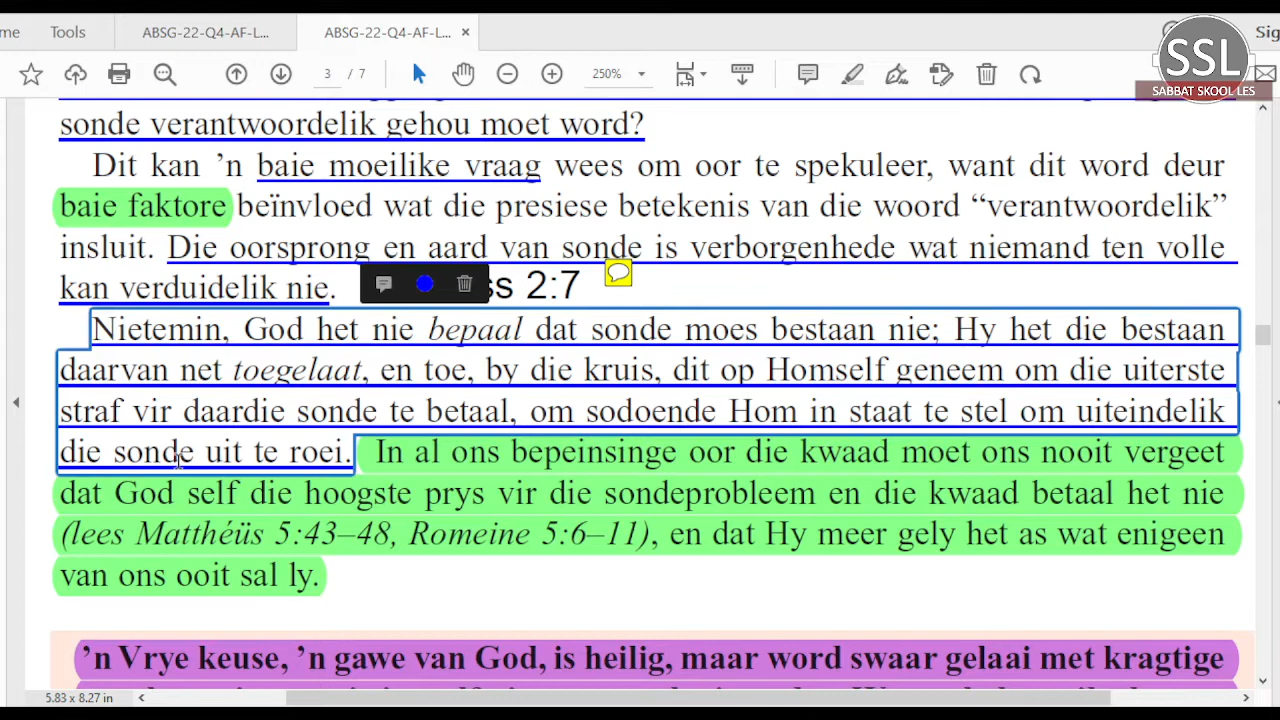 me Tools ABSG-22-Q4-AF-L... ABSG-22-Q4-AF-L... × Sig
SSL
SABBAT SKOOL LES
3 / 7 250%
sonde verantwoordelik gehou moet word?
Dit kan ’n baie moeilike vraag wees om oor te spekuleer, want dit word deur
baie faktore beïnvloed wat die presiese betekenis van die woord “verantwoordelik”
insluit. Die oorsprong en aard van sonde is verborgenhede wat niemand ten volle
kan verduidelik nie. ss 2:7
Nietemin, God het nie bepaal dat sonde moes bestaan nie; Hy het die bestaan
daarvan net toegelaat, en toe, by die kruis, dit op Homself geneem om die uiterste
straf vir daardie sonde te betaal, om sodoende Hom in staat te stel om uiteindelik
die sonde uit te roei. In al ons bepeinsinge oor die kwaad moet ons nooit vergeet
dat God self die hoogste prys vir die sondeprobleem en die kwaad betaal het nie
(lees Matthéüs 5:43–48, Romeine 5:6–11), en dat Hy meer gely het as wat enigeen
van ons ooit sal ly.
’n Vrye keuse, ’n gawe van God, is heilig, maar word swaar gelaai met kragtige
5.83 x 8.27 in